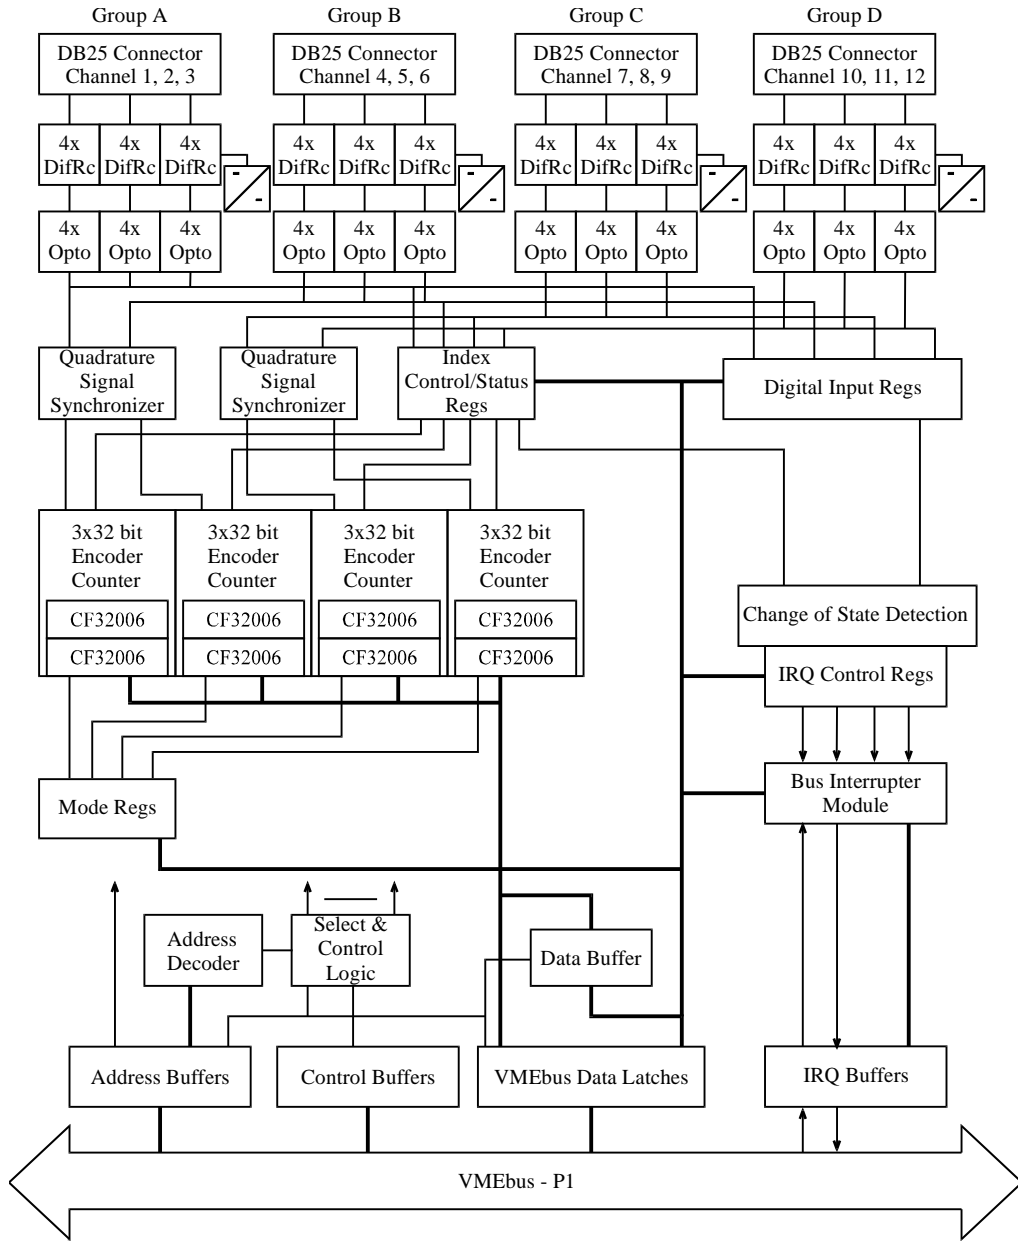 Group A
Group B
Group C
Group D
DB25 Connector
Channel 1, 2, 3
DB25 Connector
Channel 4, 5, 6
DB25 Connector
Channel 7, 8, 9
DB25 Connector
Channel 10, 11, 12
4x
DifRc
4x
DifRc
4x
DifRc
4x
DifRc
4x
DifRc
4x
DifRc
4x
DifRc
4x
DifRc
4x
DifRc
4x
DifRc
4x
DifRc
4x
DifRc
4x
Opto
4x
Opto
4x
Opto
4x
Opto
4x
Opto
4x
Opto
4x
Opto
4x
Opto
4x
Opto
4x
Opto
4x
Opto
4x
Opto
Quadrature
Signal
Synchronizer
Quadrature
Signal
Synchronizer
Index
Control/Status
Regs
Digital Input Regs
3x32 bit
Encoder
Counter
CF32006
CF32006
3x32 bit
Encoder
Counter
CF32006
CF32006
3x32 bit
Encoder
Counter
CF32006
CF32006
3x32 bit
Encoder
Counter
CF32006
CF32006
Change of State Detection
IRQ Control Regs
Mode Regs
Bus Interrupter
Module
Address
Decoder
Select &
Control
Logic
Data Buffer
Address Buffers
Control Buffers
VMEbus Data Latches
IRQ Buffers
VMEbus - P1